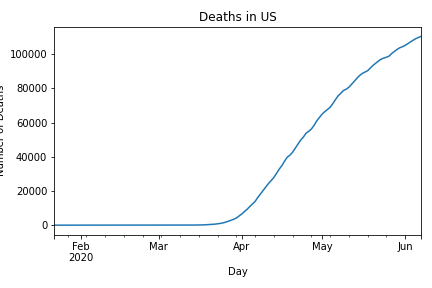 Deaths in US
100000
80000
60000
40000
20000
0
Number of Deaths
Feb
2020
Mar
Apr
May
Jun
Day